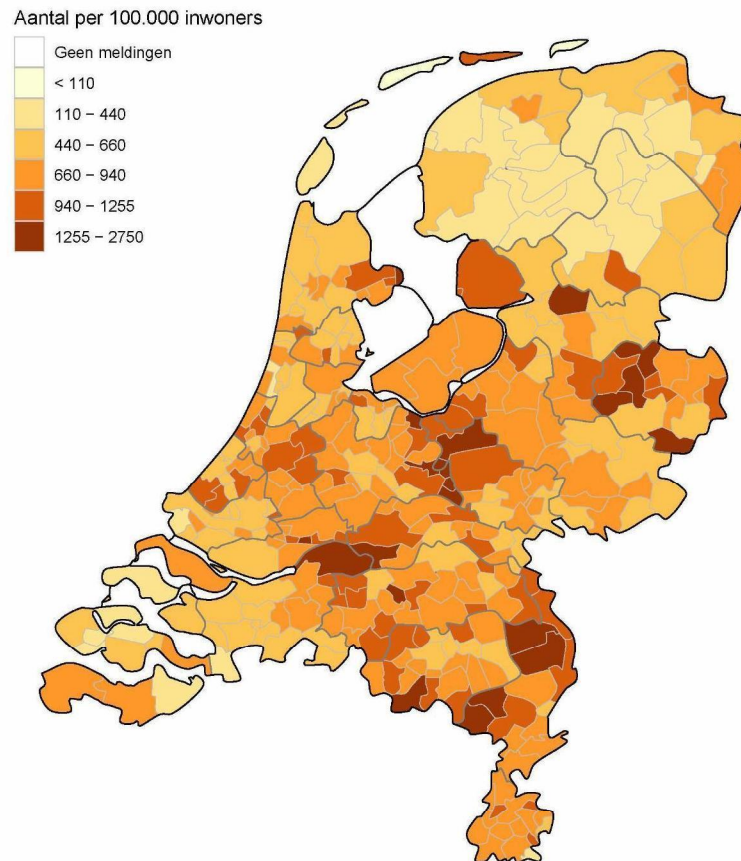 Aantal per 100.000 inwoners
Geen meldingen
< 110
110 – 440
440 – 660
660 – 940
940 – 1255
1255 – 2750